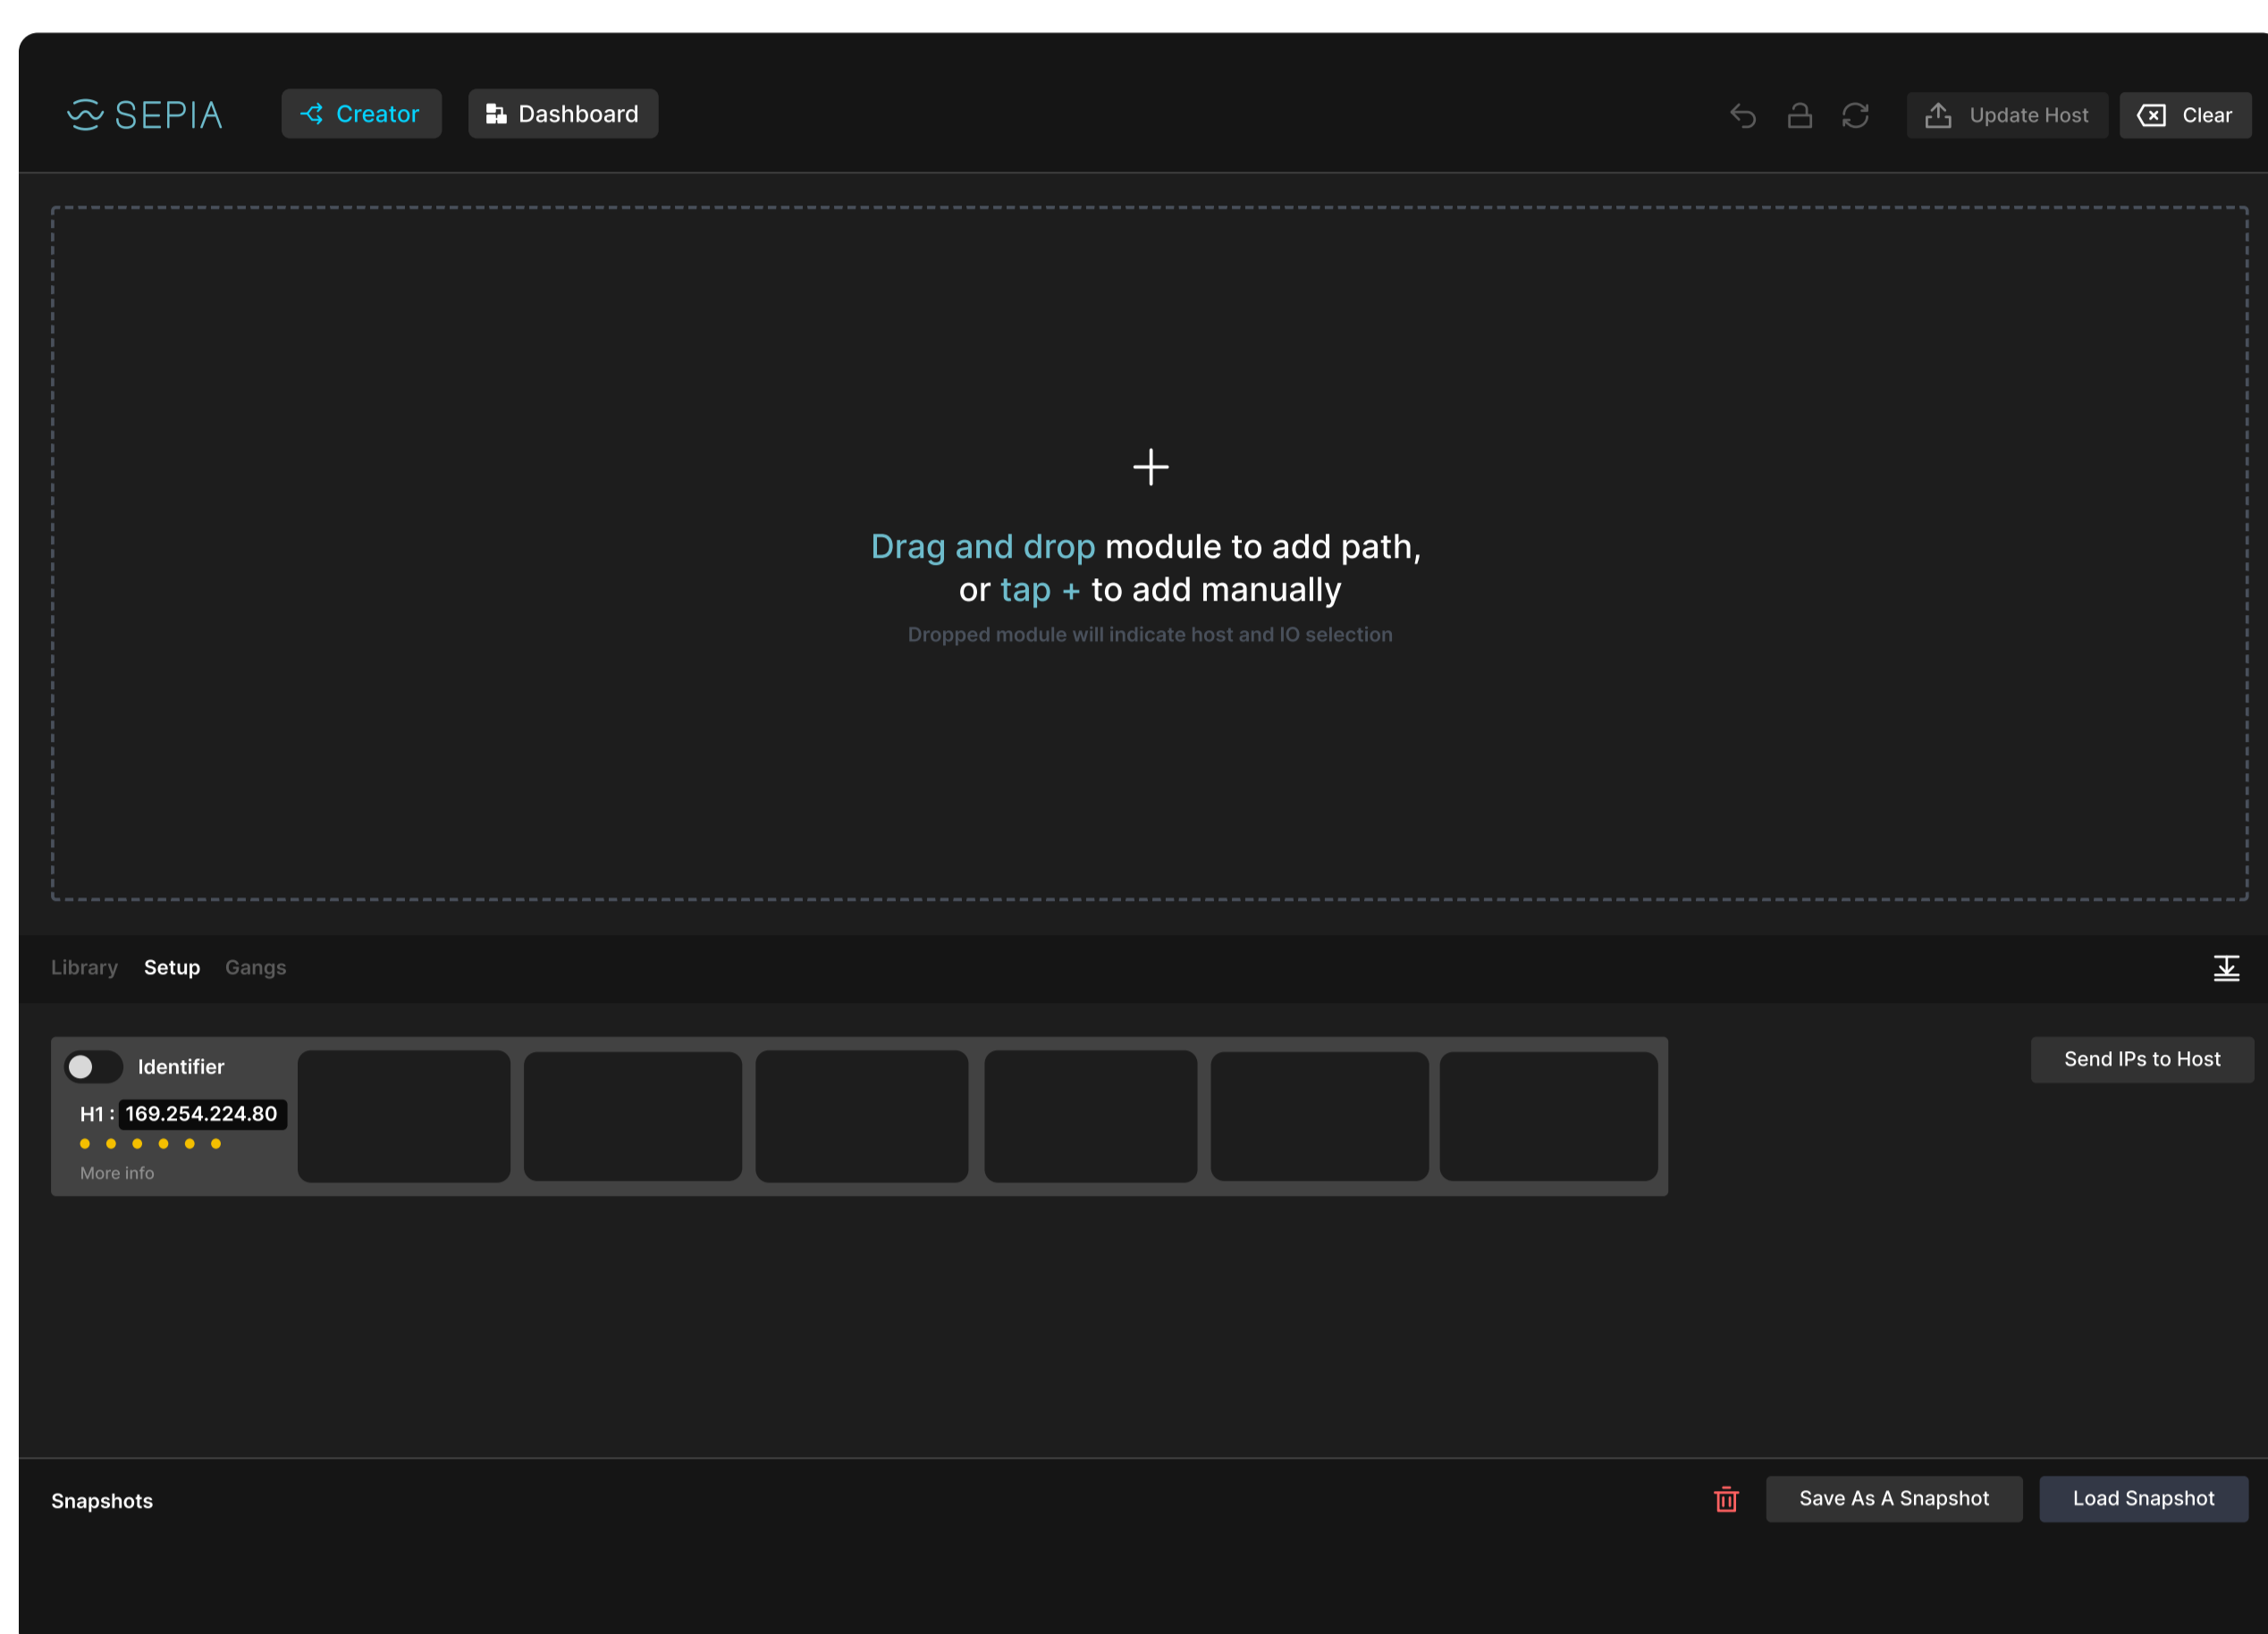 SEPIA
Creator
Dashboard
Update Host
Clear
Drag and drop module to add path,
or tap + to add manually
Dropped module will indicate host and IO selection
Library
Setup
Gangs
Identifier
Send IPs to Host
H1 : 169.254.224.80
More info
Snapshots
Save As A Snapshot
Load Snapshot